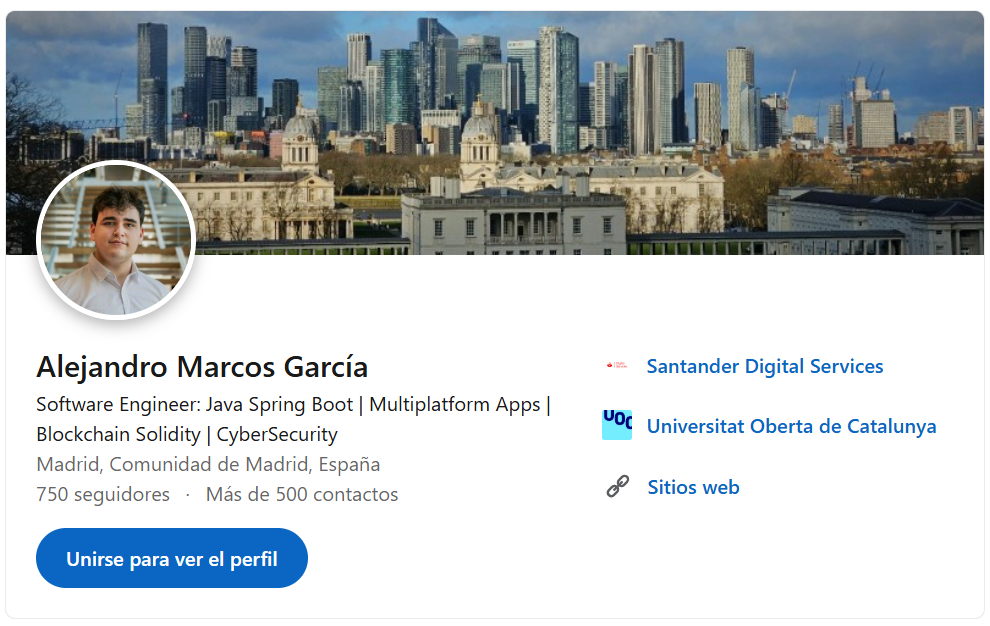 Alejandro Marcos García
Software Engineer: Java Spring Boot | Multiplatform Apps |
Blockchain Solidity | CyberSecurity
Madrid, Comunidad de Madrid, España
750 seguidores · Más de 500 contactos
Unirse para ver el perfil
Santander Digital Services
UOC
Universitat Oberta de Catalunya
Sitios web